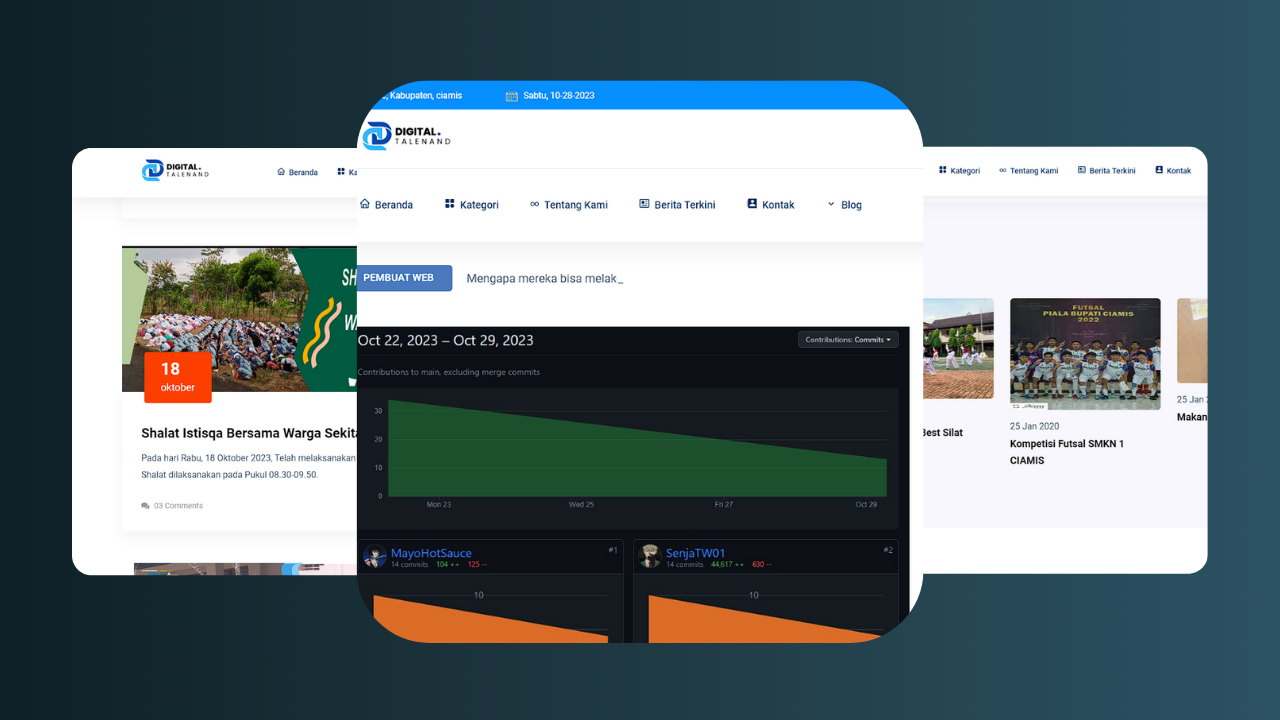 DIGITAL.
TALENAND
Beranda
18
oktober
Shalat Istisqa Bersama Warga
Pada hari Rabu, 18 Oktober 2023, Telah melaksanakan
Shalat dilaksanakan pada Pukul 08.30-09.50.
03 Comments
Kabupaten, ciamis
Sabtu, 10-28-2023
DIGITAL.
TALENAND
Beranda
Kategori
Tentang Kami
Berita Terkini
Kontak
Blog
PEMBUAT WEB
Mengapa mereka bisa melak_
Oct 22, 2023 – Oct 29, 2023
Contributions: Commits
Contributions to main, excluding merge commits
30
20
10
0
Mon 23
Wed 25
Fri 27
Oct 29
MayoHotSauce
#1
14 commits 104 ++ 125 --
10
SenjaTW01
#2
14 commits 44,617 ++ 630 --
10
Kategori
Tentang Kami
Berita Terkini
Kontak
Best Silat
FUTSAL
PIALA BUPATI CIAMIS
2022
25 Jan 2020
Kompetisi Futsal SMKN 1
CIAMIS
25 Jan
Makan